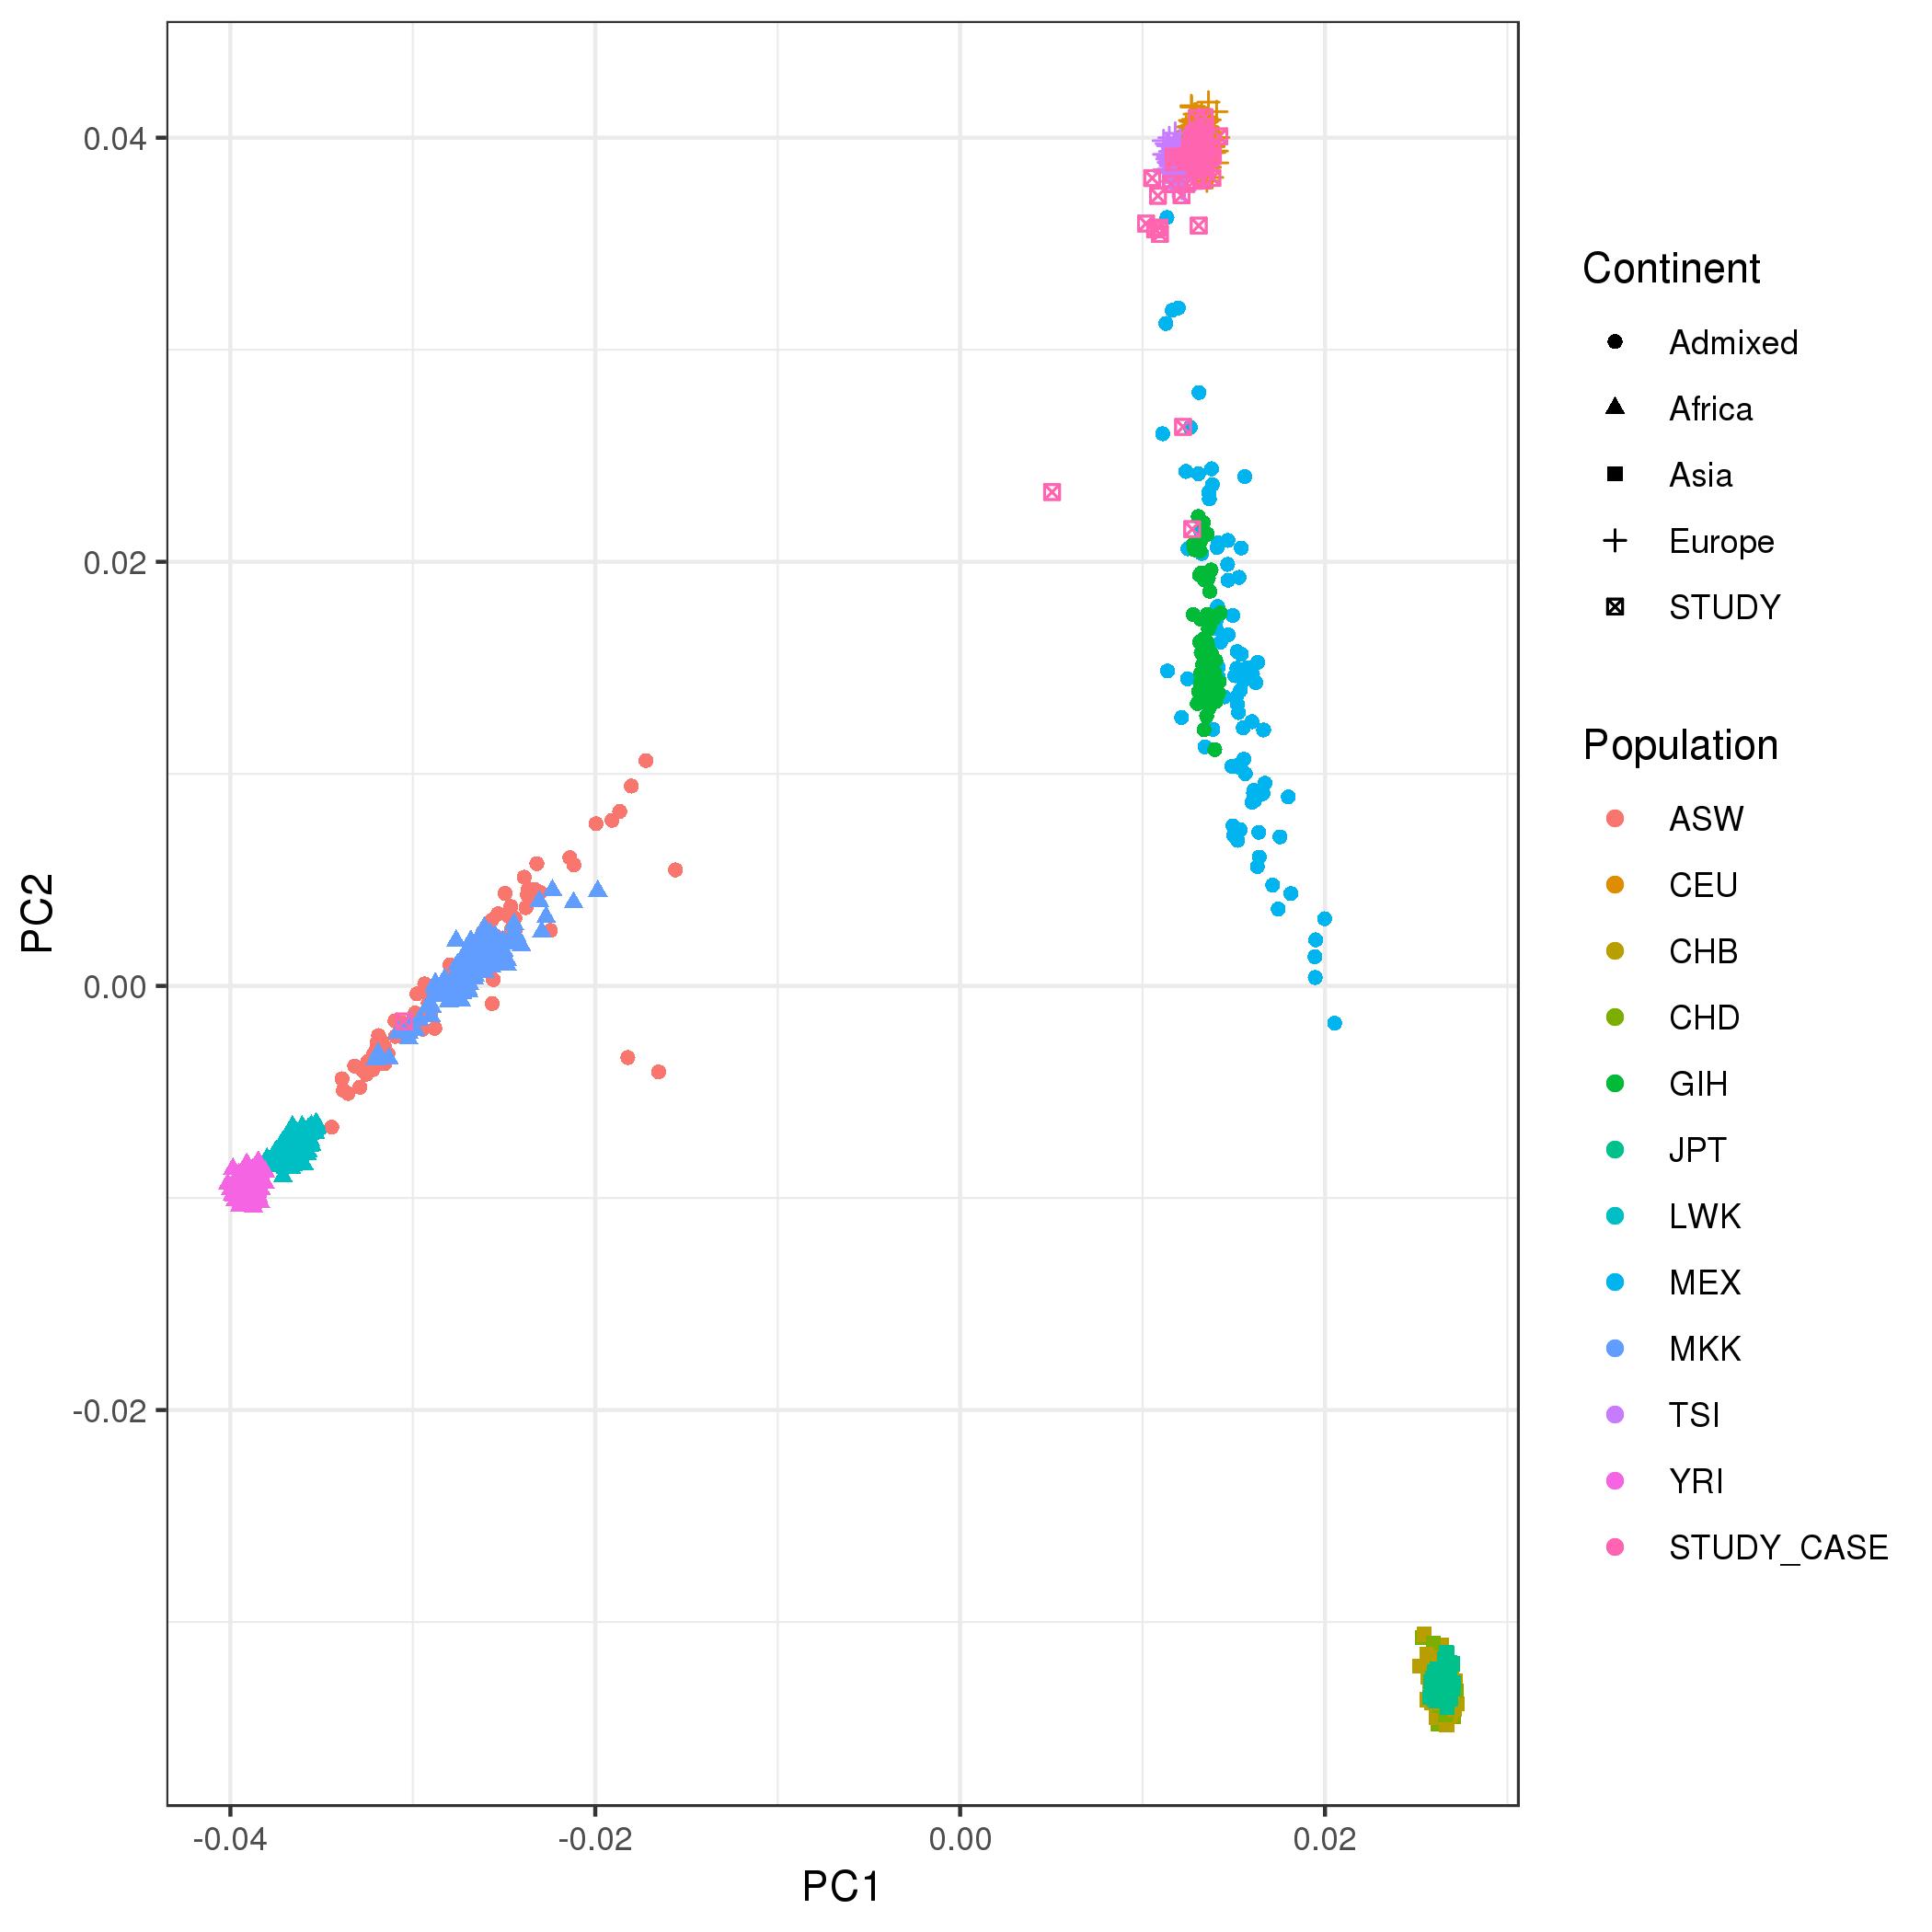 PC2
0.04
0.02
0.00
-0.02
-0.04
-0.02
0.00
0.02
PC1
Continent
Admixed
Africa
Asia
Europe
STUDY
Population
ASW
CEU
CHB
CHD
GIH
JPT
LWK
MEX
MKK
TSI
YRI
STUDY_CASE